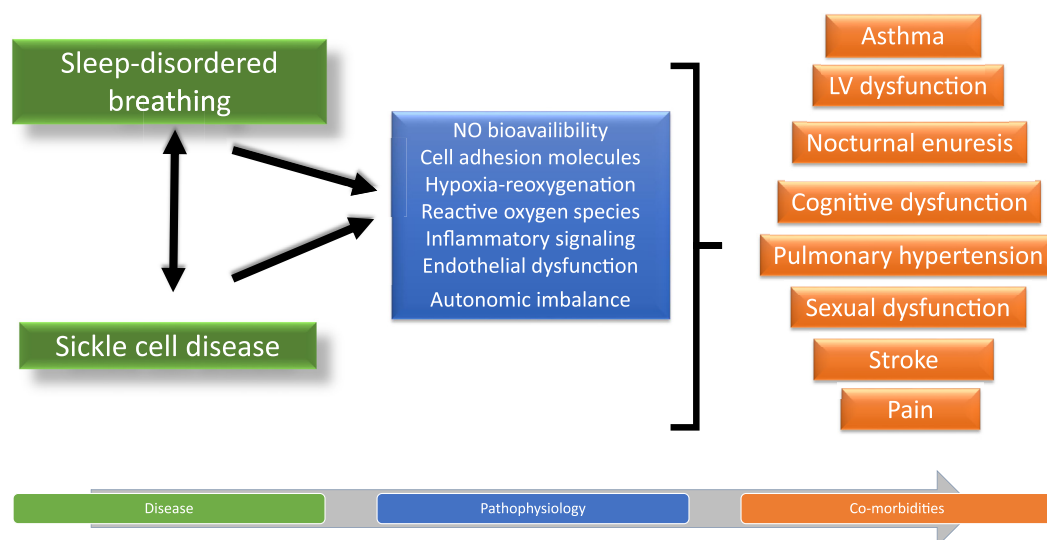 Sleep-disordered
breathing
Sickle cell disease
NO bioavailibility
Cell adhesion molecules
Hypoxia-reoxygenation
Reactive oxygen species
Inflammatory signaling
Endothelial dysfunction
Autonomic imbalance
Asthma
LV dysfunction
Nocturnal enuresis
Cognitive dysfunction
Pulmonary hypertension
Sexual dysfunction
Stroke
Pain
Disease
Pathophysiology
Co-morbidities